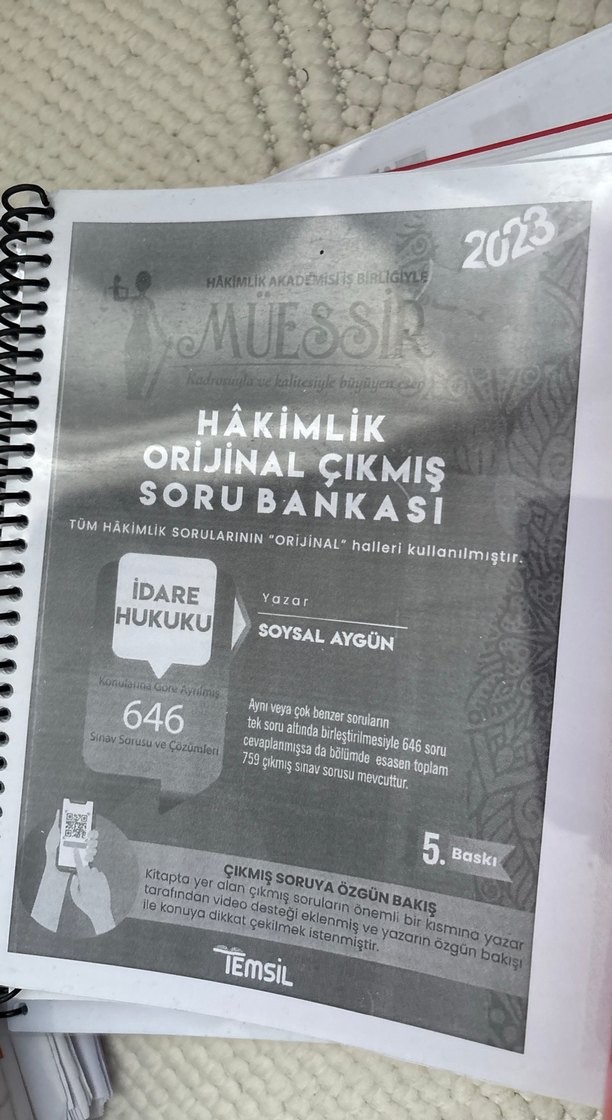 2023
HÂKİMLİK AKADEMİSİ İŞ BİRLİĞİYLE
MÜESSİR
Kadrosuyla ve kalitesiyle büyüyen eser
HÂKİMLİK
ORİJİNAL ÇIKMIŞ
SORU BANKASI
TÜM HÂKİMLİK SORULARININ "ORİJİNAL" halleri kullanılmıştır.
İDARE
HUKUKU
Yazar
SOYSAL AYGÜN
Konularına Göre Ayrılmış
646
Sınav Sorusu ve Çözümleri
Aynı veya çok benzer soruların
tek soru altında birleştirilmesiyle 646 soru
cevaplanmışsa da bölümde esasen toplam
759 çıkmış sınav sorusu mevcuttur.
5. Baskı
ÇIKMIŞ SORUYA ÖZGÜN BAKIŞ
Kitapta yer alan çıkmış soruların önemli bir kısmına yazar
tarafından video desteği eklenmiş ve yazarın özgün bakışı
ile konuya dikkat çekilmek istenmiştir.
TEMSİL